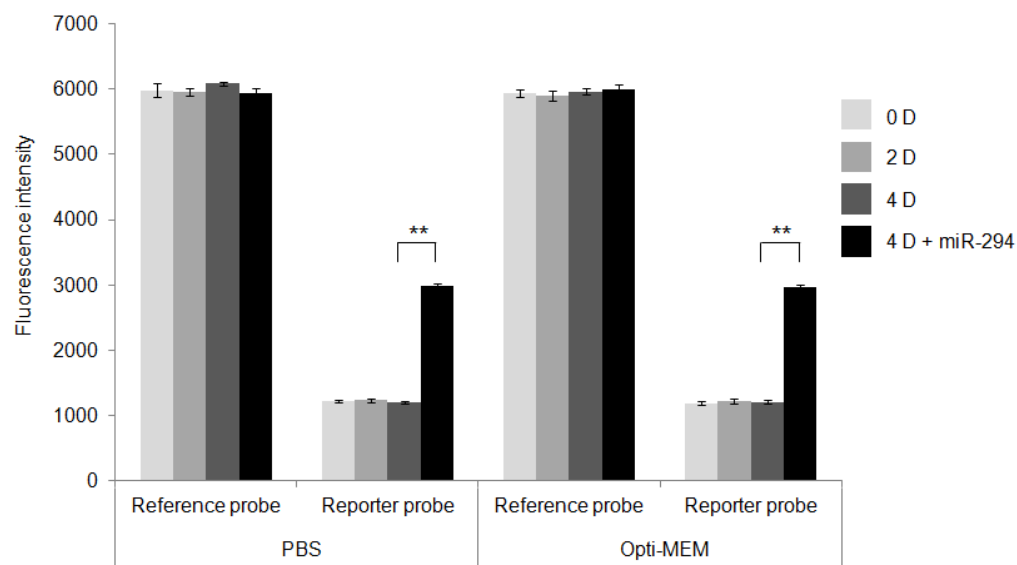 7000
6000
5000
4000
3000
2000
1000
0
Fluorescence intensity
**
**
Reference probe
Reporter probe
Reference probe
Reporter probe
PBS
Opti-MEM
0 D
2 D
4 D
4 D + miR-294